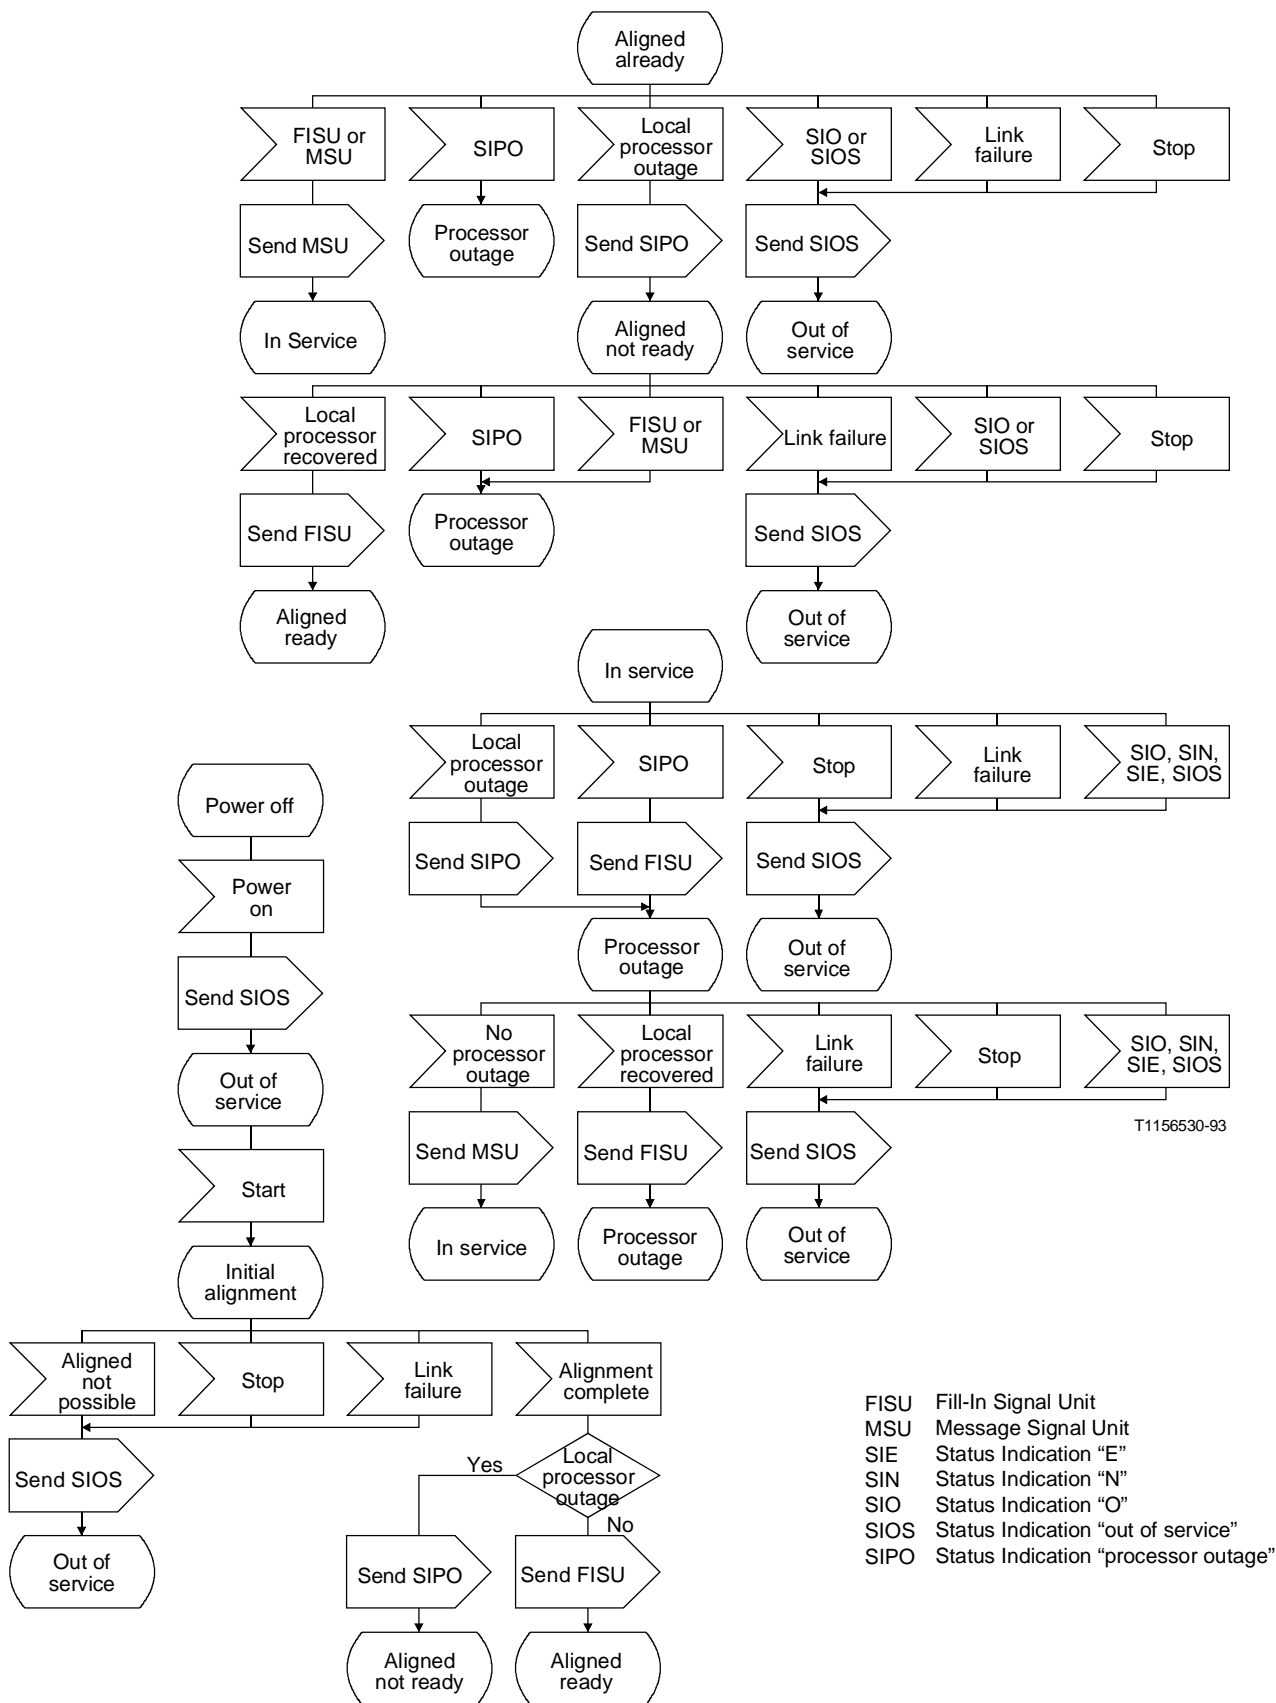 Aligned
already
FISU or
MSU
SIPO
Local
processor
outage
SIO or
SIOS
Link
failure
Stop
Send MSU
Processor
outage
Send SIPO
Send SIOS
In Service
Aligned
not ready
Out of
service
Local
processor
recovered
SIPO
FISU or
MSU
Link failure
SIO or
SIOS
Stop
Send FISU
Processor
outage
Send SIOS
Aligned
ready
Out of
service
In service
Local
processor
outage
SIPO
Stop
Link
failure
SIO, SIN,
SIE, SIOS
Send SIPO
Send FISU
Send SIOS
Processor
outage
Out of
service
No
processor
outage
Local
processor
recovered
Link
failure
Stop
SIO, SIN,
SIE, SIOS
T1156530-93
Send MSU
Send FISU
Send SIOS
In service
Processor
outage
Out of
service
Power off
Power
on
Send SIOS
Out of
service
Start
Initial
alignment
Aligned
not
possible
Stop
Link
failure
Alignment
complete
Send SIOS
Yes
Local
processor
outage
No
Out of
service
Send SIPO
Send FISU
Aligned
not ready
Aligned
ready
FISU Fill-In Signal Unit
MSU Message Signal Unit
SIE Status Indication “E”
SIN Status Indication “N”
SIO Status Indication “O”
SIOS Status Indication “out of service”
SIPO Status Indication “processor outage”